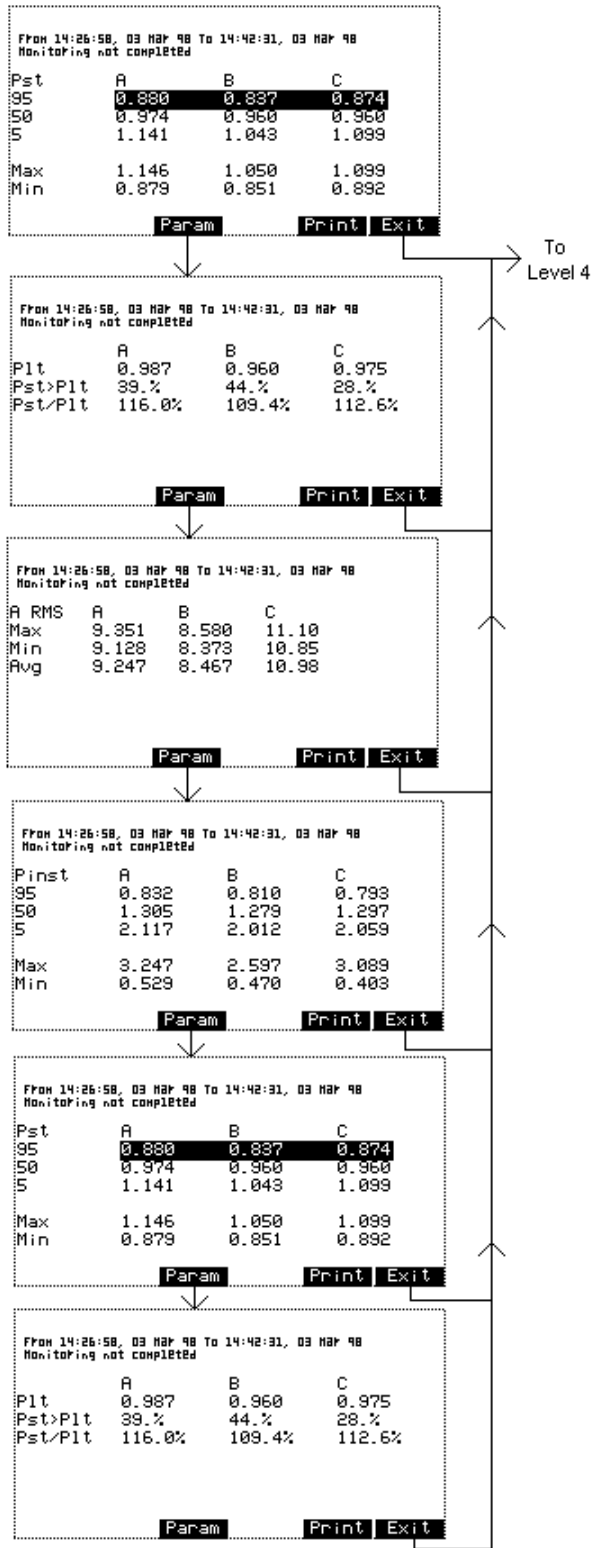 From 14:26:58, 03 Mar 98 To 14:42:31, 03 Mar 98
Monitoring not completed
Pst A B C
95 0.880 0.837 0.874
50 0.974 0.960 0.960
5 1.141 1.043 1.099
Max 1.146 1.050 1.099
Min 0.879 0.851 0.892
Param Print Exit
To
Level 4
From 14:26:58, 03 Mar 98 To 14:42:31, 03 Mar 98
Monitoring not completed
A B C
Plt 0.987 0.960 0.975
Pst>Plt 39.% 44.% 28.%
Pst/Plt 116.0% 109.4% 112.6%
Param Print Exit
From 14:26:58, 03 Mar 98 To 14:42:31, 03 Mar 98
Monitoring not completed
A RMS A B C
Max 9.351 8.580 11.10
Min 9.128 8.373 10.85
Avg 9.247 8.467 10.98
Param Print Exit
From 14:26:58, 03 Mar 98 To 14:42:31, 03 Mar 98
Monitoring not completed
Pinst A B C
95 0.832 0.810 0.793
50 1.305 1.279 1.297
5 2.117 2.012 2.059
Max 3.247 2.597 3.089
Min 0.529 0.470 0.403
Param Print Exit
From 14:26:58, 03 Mar 98 To 14:42:31, 03 Mar 98
Monitoring not completed
Pst A B C
95 0.880 0.837 0.874
50 0.974 0.960 0.960
5 1.141 1.043 1.099
Max 1.146 1.050 1.099
Min 0.879 0.851 0.892
Param Print Exit
From 14:26:58, 03 Mar 98 To 14:42:31, 03 Mar 98
Monitoring not completed
A B C
Plt 0.987 0.960 0.975
Pst>Plt 39.% 44.% 28.%
Pst/Plt 116.0% 109.4% 112.6%
Param Print Exit